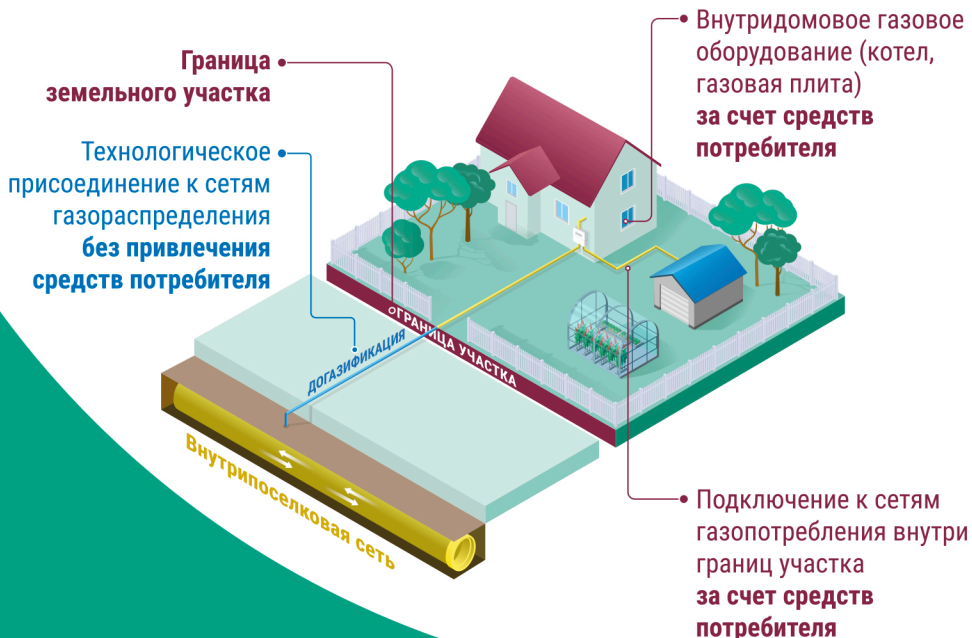 Граница
земельного участка
Технологическое
присоединение к сетям
газораспределения
без привлечения
средств потребителя
Внутридомовое газовое
оборудование (котел,
газовая плита)
за счет средств
потребителя
ГРАНИЦА УЧАСТКА
ДОГАЗИФИКАЦИЯ
Внутрипоселковая сеть
Подключение к сетям
газопотребления внутри
границ участка
за счет средств
потребителя